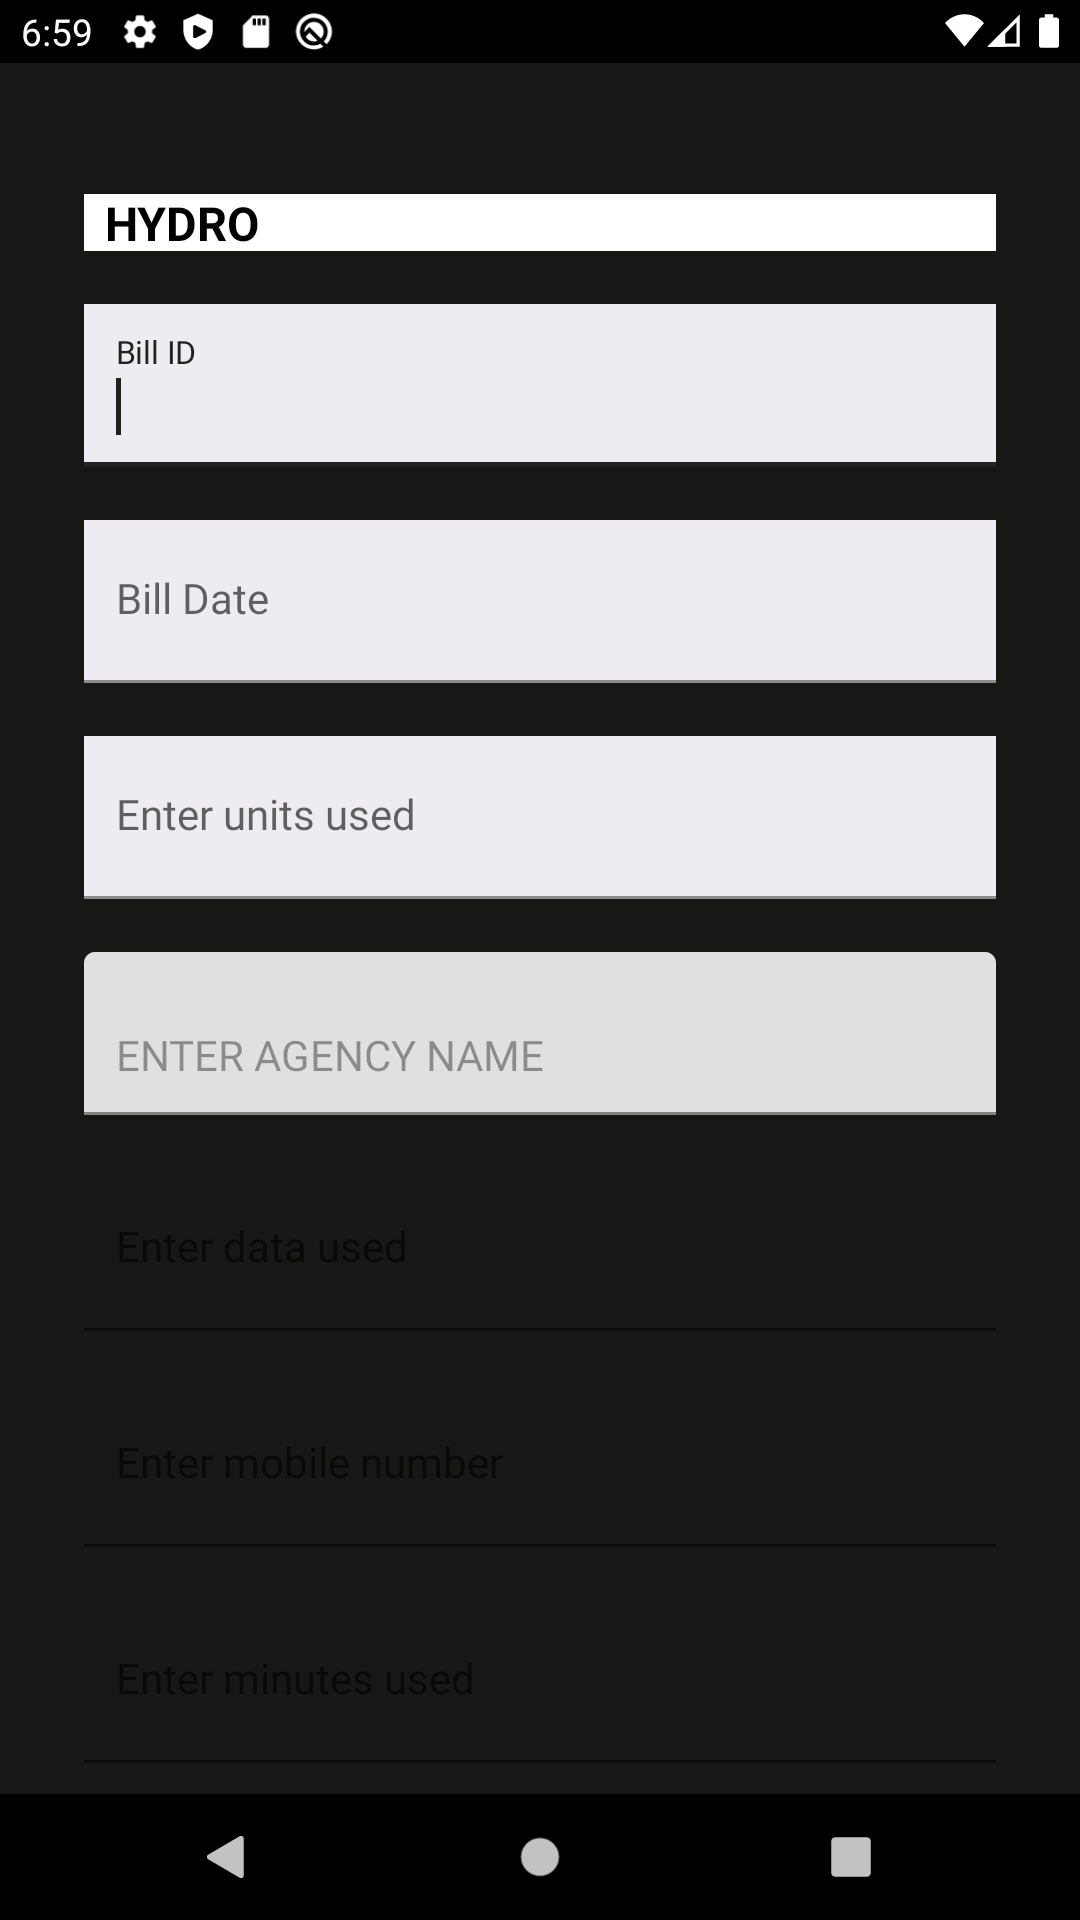 6:59
HYDRO
Bill ID
Bill Date
Enter units used
ENTER AGENCY NAME
Enter data used
Enter mobile number
Enter minutes used